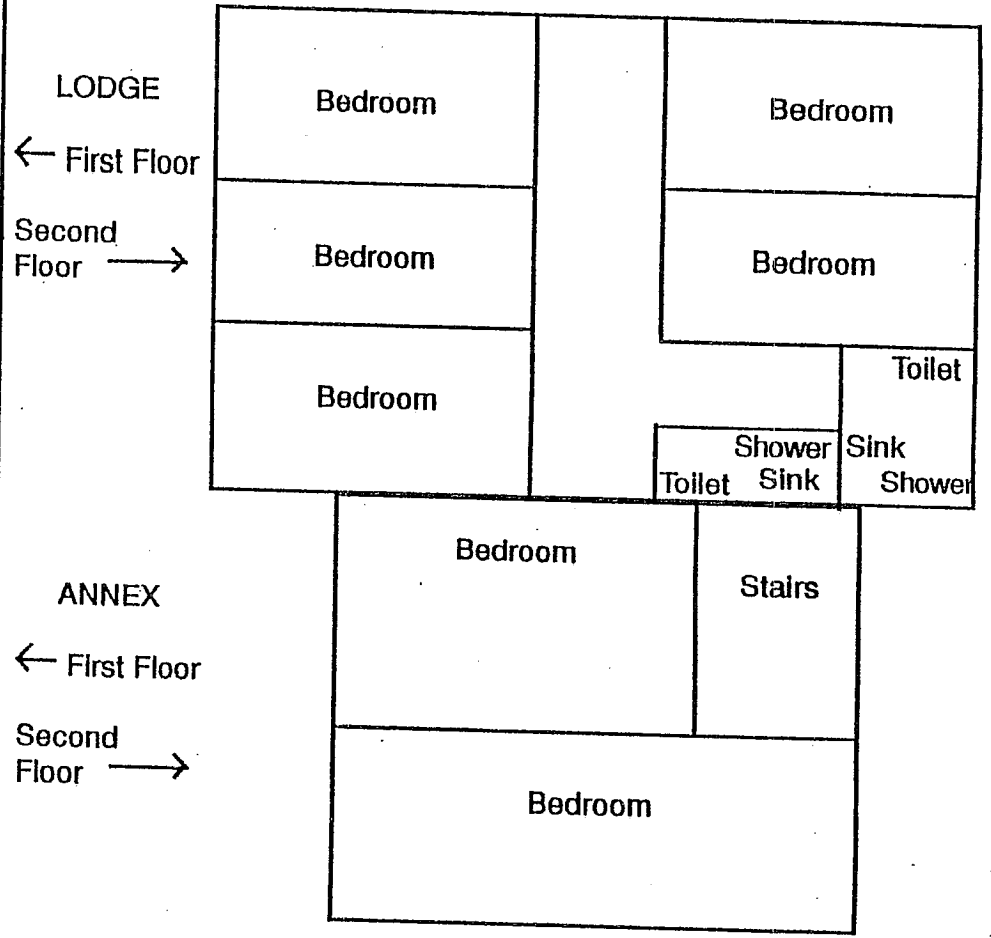 LODGE
← First Floor
Second
Floor →
Bedroom
Bedroom
Bedroom
Bedroom
Bedroom
Toilet
Shower
Sink
Toilet
Sink
Shower
ANNEX
← First Floor
Second
Floor →
Bedroom
Stairs
Bedroom